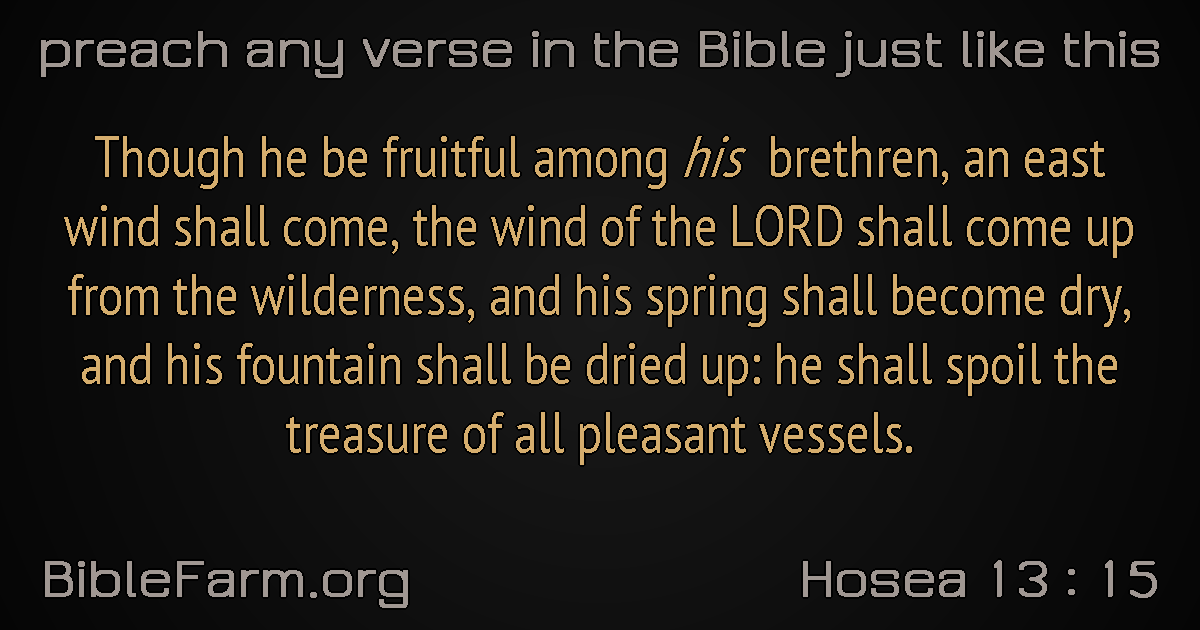 preach any verse in the Bible just like this
Though he be fruitful among his brethren, an east
wind shall come, the wind of the LORD shall come up
from the wilderness, and his spring shall become dry,
and his fountain shall be dried up: he shall spoil the
treasure of all pleasant vessels.
BibleFarm.org
Hosea 13 : 15